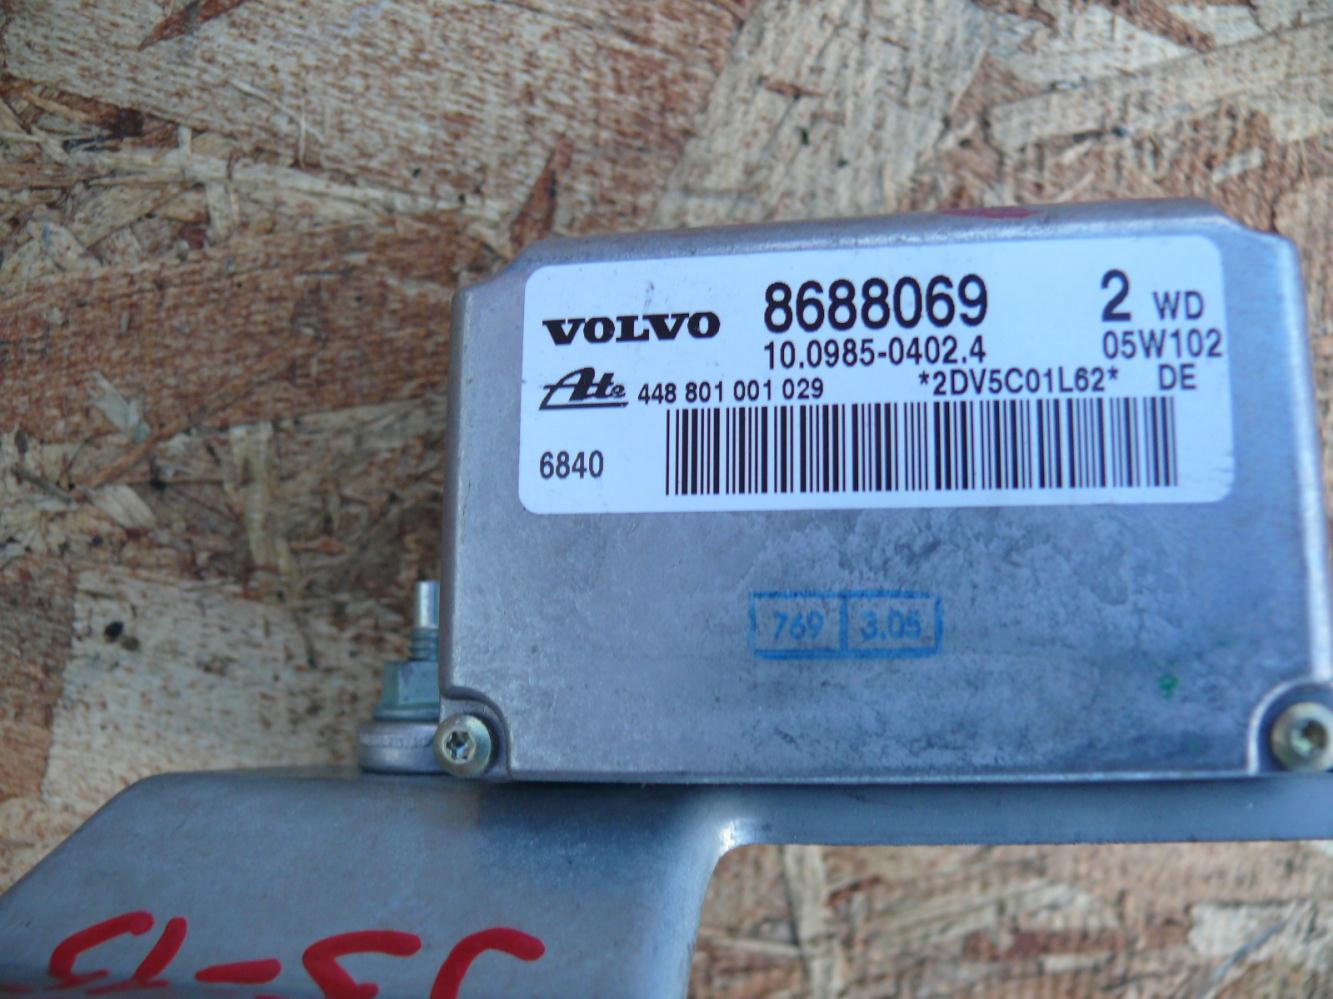 VOLVO 8688069 2 WD
10.0985-0402.4 05W102
Ate 448 801 001 029 *2DV5C01L62* DE
6840
769 3.05